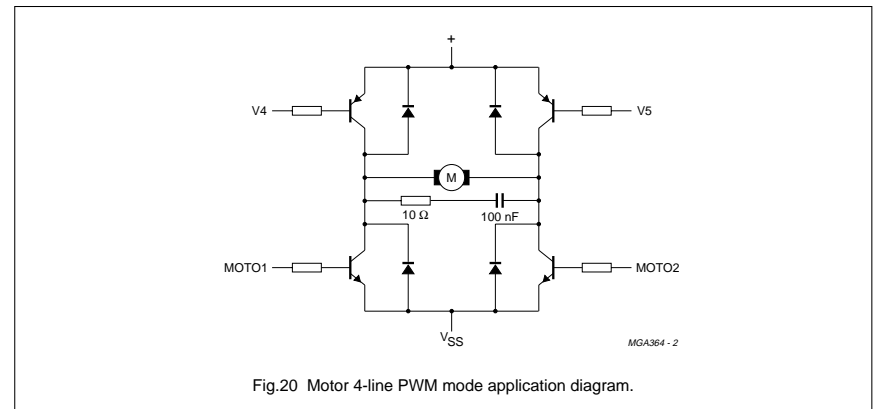 +
V4
V5
M
10 Ω
100 nF
MOTO1
MOTO2
VSS
MGA364 - 2
Fig.20 Motor 4-line PWM mode application diagram.